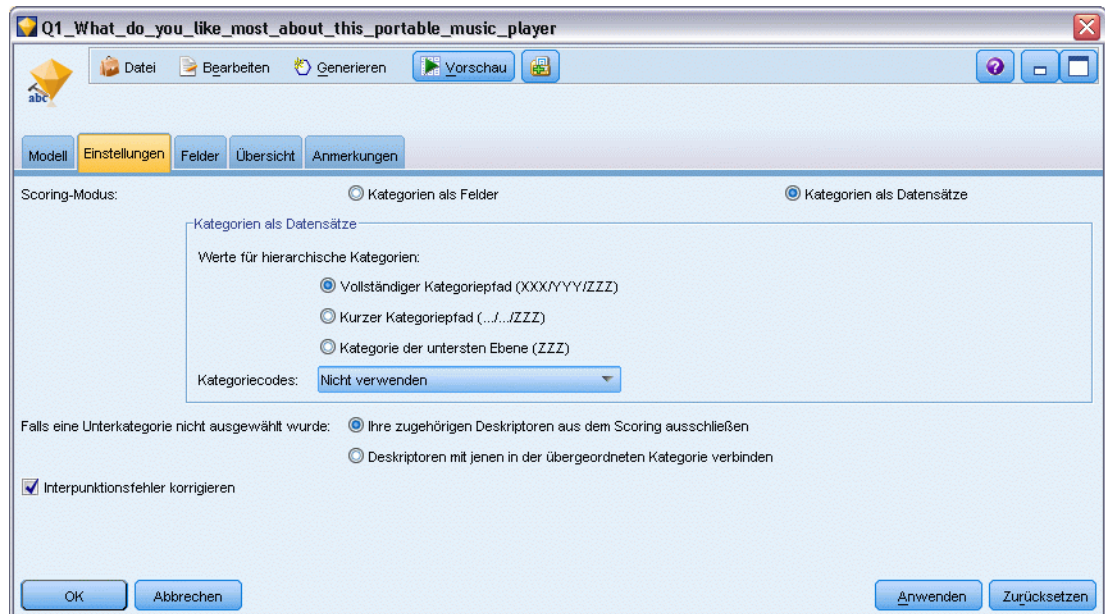 Q1_What_do_you_like_most_about_this_portable_music_player
Datei Bearbeiten Generieren Vorschau
abc
Modell Einstellungen Felder Übersicht Anmerkungen
Scoring-Modus: Kategorien als Felder Kategorien als Datensätze
Kategorien als Datensätze
Werte für hierarchische Kategorien:
Vollständiger Kategoriepfad (XXX/YYY/ZZZ)
Kurzer Kategoriepfad (.../.../ZZZ)
Kategorie der untersten Ebene (ZZZ)
Kategoriecodes: Nicht verwenden
Falls eine Unterkategorie nicht ausgewählt wurde: Ihre zugehörigen Deskriptoren aus dem Scoring ausschließen
Deskriptoren mit jenen in der übergeordneten Kategorie verbinden
Interpunktionsfehler korrigieren
OK Abbrechen Anwenden Zurücksetzen